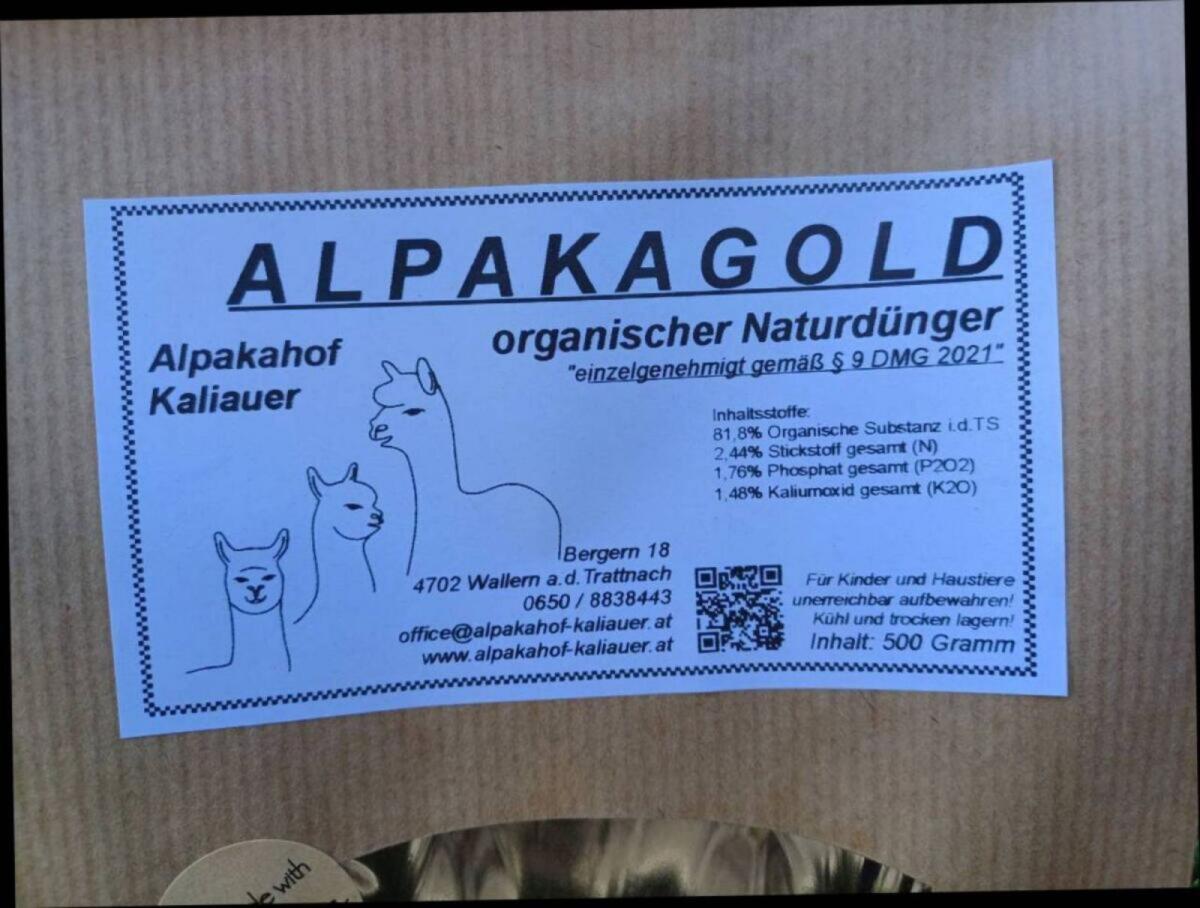 ALPAKAGOLD
organischer Naturdünger
"einzelgenehmigt gemäß § 9 DMG 2021"
Alpakahof
Kaliauer
Inhaltsstoffe:
81,8% Organische Substanz i.d.TS
2,44% Stickstoff gesamt (N)
1,76% Phosphat gesamt (P2O2)
1,48% Kaliumoxid gesamt (K2O)
Bergern 18
4702 Wallern a.d.Trattnach
0650 / 8838443
office@alpakahof-kaliauer.at
www.alpakahof-kaliauer.at
Für Kinder und Haustiere
unerreichbar aufbewahren!
Kühl und trocken lagern!
Inhalt: 500 Gramm
with